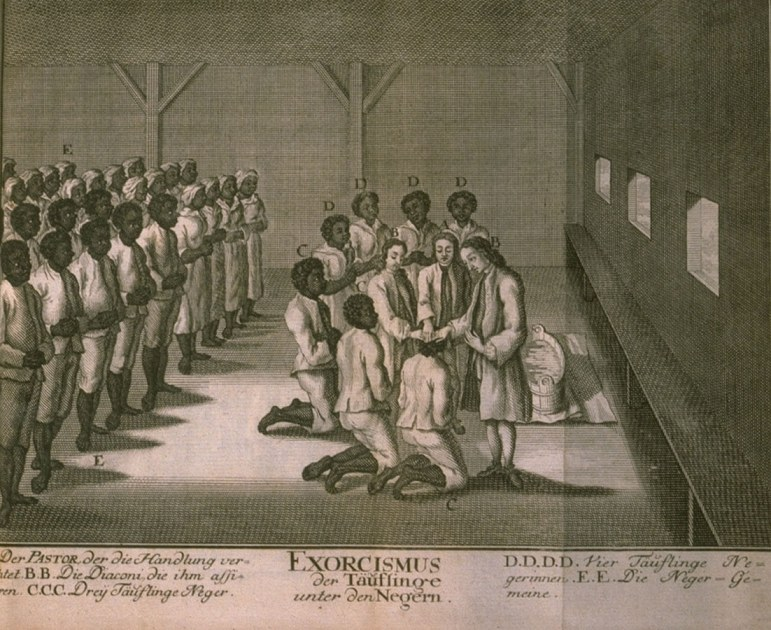 E
D
D
D
D
B
B
C
E
C
Der PASTOR der die Handlung ver-
tet. B.B. Die Diaconi, die ihm assi-
ren. C.C.C. Dreÿ Täuflinge Neger.
EXORCISMUS
der Täuflinge
unter den Negern.
D.D.D.D. Vier Täuflinge Ne-
gerinnen. E.E. Die Neger-Ge-
meine.